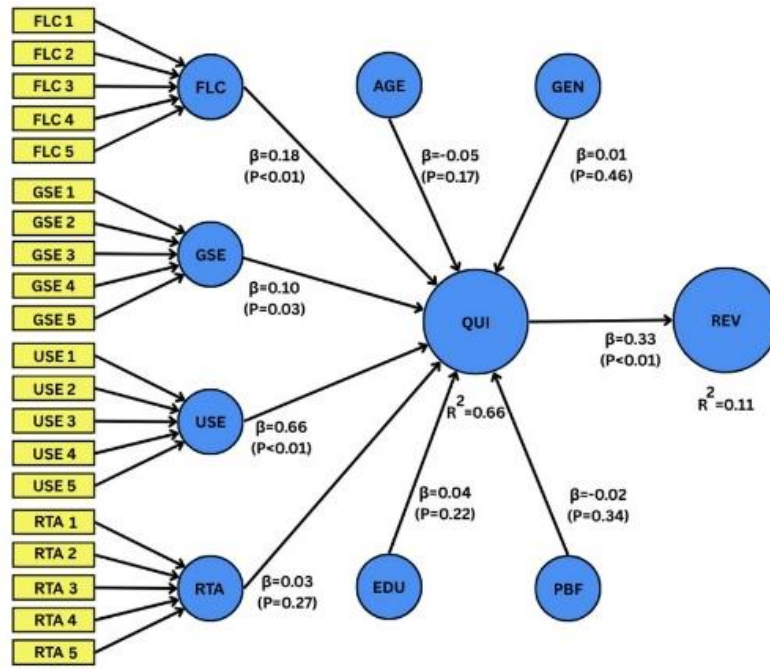 FLC 1
FLC 2
FLC 3
FLC 4
FLC 5
FLC
AGE
GEN
β=0.18
(P<0.01)
β=-0.05
(P=0.17)
β=0.01
(P=0.46)
GSE 1
GSE 2
GSE 3
GSE 4
GSE 5
GSE
β=0.10
(P=0.03)
QUI
REV
β=0.33
(P<0.01)
R²=0.11
USE 1
USE 2
USE 3
USE 4
USE 5
USE
β=0.66
(P<0.01)
R²=0.66
β=0.04
(P=0.22)
β=-0.02
(P=0.34)
RTA 1
RTA 2
RTA 3
RTA 4
RTA 5
RTA
β=0.03
(P=0.27)
EDU
PBF